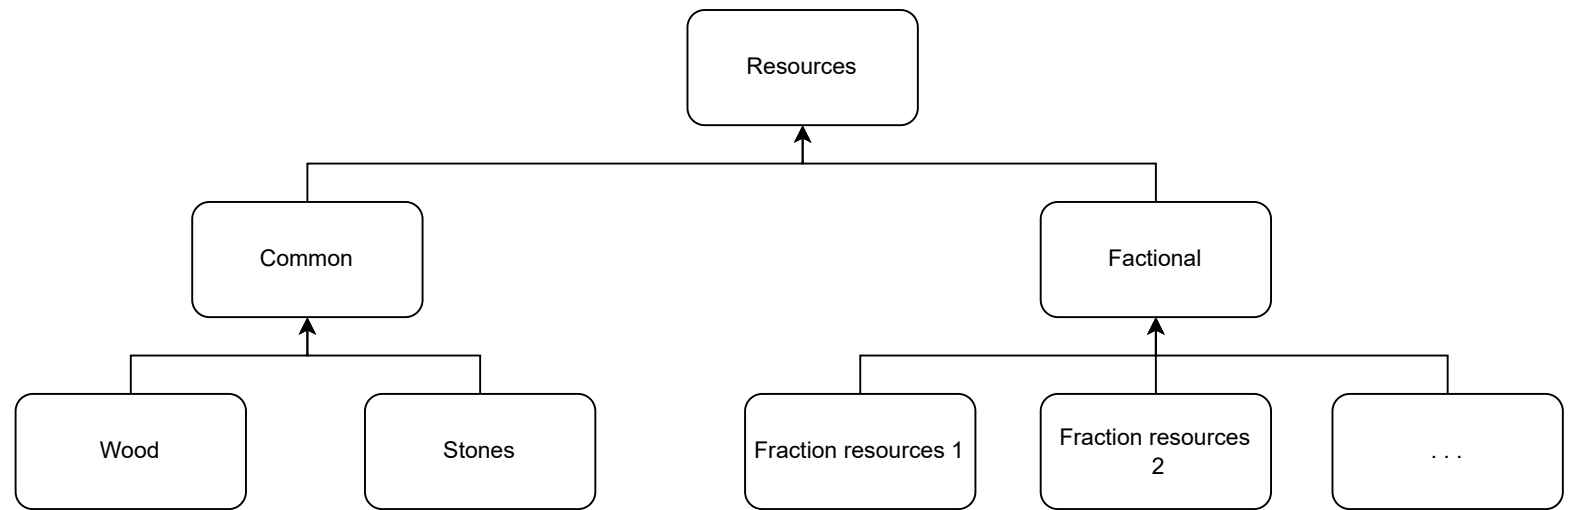 Resources
Common
Factional
Wood
Stones
Fraction resources 1
Fraction resources
2
. . .